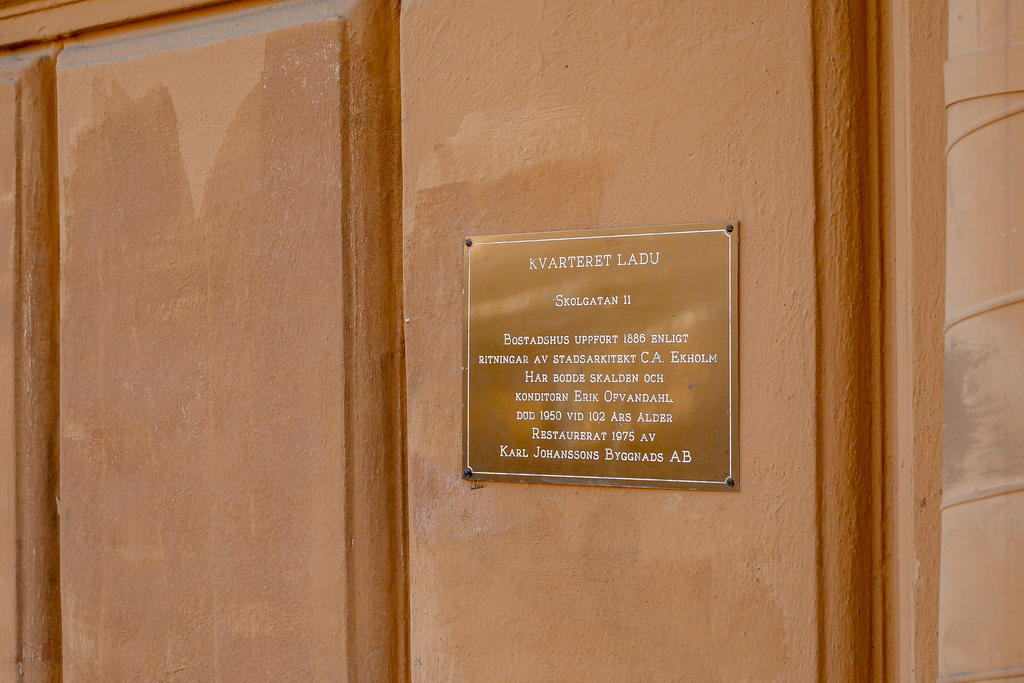 KVARTERET LADU
SKOLGATAN 11
BOSTADSHUS UPPFÖRT 1886 ENLIGT
RITNINGAR AV STADSARKITEKT C.A. EKHOLM
HÄR BODDE SKALDEN OCH
KONDITORN ERIK OFVANDAHL
DÖD 1950 VID 102 ÅRS ÅLDER
RESTAURERAT 1975 AV
KARL JOHANSSONS BYGGNADS AB